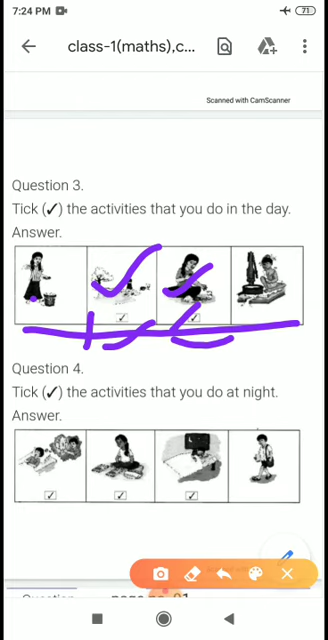 7:24 PM
71
class-1(maths),c...
Scanned with CamScanner
Question 3.
Tick (✓) the activities that you do in the day.
Answer.
Question 4.
Tick (✓) the activities that you do at night.
Answer.